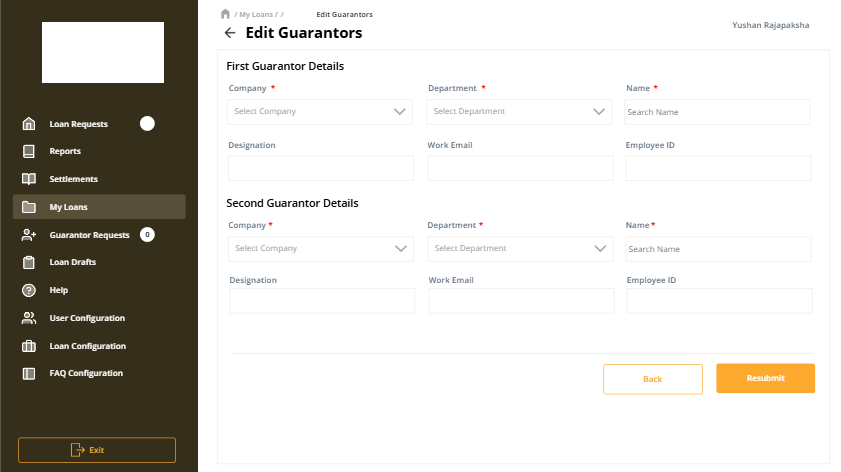 / My Loans / / Edit Guarantors
Edit Guarantors
Yushan Rajapaksha
Loan Requests
Reports
Settlements
My Loans
Guarantor Requests 0
Loan Drafts
Help
User Configuration
Loan Configuration
FAQ Configuration
Exit
First Guarantor Details
Company * Department * Name *
Select Company Select Department Search Name
Designation Work Email Employee ID
Second Guarantor Details
Company * Department * Name *
Select Company Select Department Search Name
Designation Work Email Employee ID
Back Resubmit